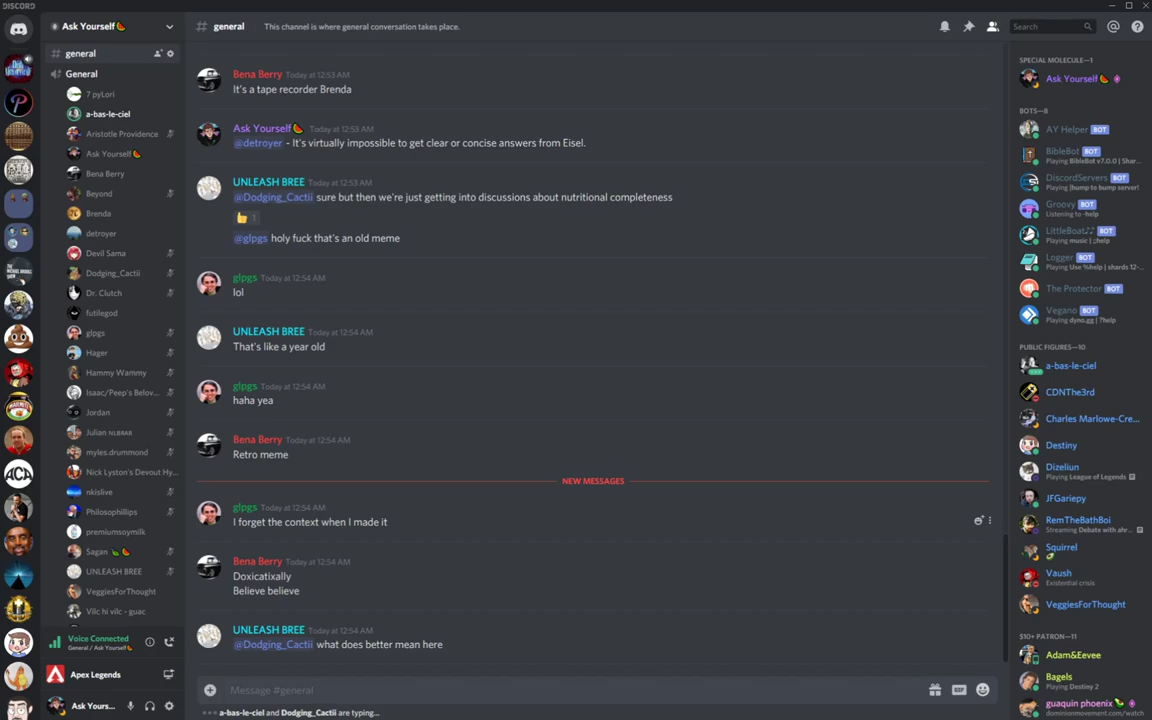 DISCORD
Ask Yourself
general
This channel is where general conversation takes place.
Search
general
General
7 pyLori
a-bas-le-ciel
Aristotle Providence
Ask Yourself
Bena Berry
Beyond
Brenda
detroyer
Devil Sama
Dodging_Cactii
Dr. Clutch
futilegod
glpgs
Hager
Hammy Wammy
Isaac/Peep's Belov...
Jordan
Julian NLBRAR
myles.drummond
Nick Lyston's Devout Hy...
nkislive
Philosophillips
premiumsoymilk
Sagan
UNLEASH BREE
VeggiesForThought
Vilc hi vilc - guac
Voice Connected
General / Ask Yourself
Apex Legends
Ask Yours...
Bena Berry Today at 12:53 AM
It's a tape recorder Brenda
Ask Yourself Today at 12:53 AM
@detroyer - It's virtually impossible to get clear or concise answers from Eisel.
UNLEASH BREE Today at 12:53 AM
@Dodging_Cactii sure but then we're just getting into discussions about nutritional completeness
1
@glpgs holy fuck that's an old meme
glpgs Today at 12:54 AM
lol
UNLEASH BREE Today at 12:54 AM
That's like a year old
glpgs Today at 12:54 AM
haha yea
Bena Berry Today at 12:54 AM
Retro meme
NEW MESSAGES
glpgs Today at 12:54 AM
I forget the context when I made it
Bena Berry Today at 12:54 AM
Doxicatixally
Believe believe
UNLEASH BREE Today at 12:54 AM
@Dodging_Cactii what does better mean here
Message #general
GIF
a-bas-le-ciel and Dodging_Cactii are typing...
SPECIAL MOLECULE—1
Ask Yourself
BOTS—8
AY Helper BOT
BibleBot BOT
Playing BibleBot v7.0.0 | Shar...
DiscordServers BOT
Playing [bump to bump server!
Groovy BOT
Listening to -help
LittleBoat BOT
Playing music | ;;help
Logger BOT
Playing Use %help | shards 12-...
The Protector BOT
Vegano BOT
Playing dyno.gg | ?help
PUBLIC FIGURES—10
a-bas-le-ciel
CDNThe3rd
Charles Marlowe-Cre...
Destiny
Dizeliun
Playing League of Legends
JFGariepy
RemTheBathBoi
Streaming Debate with ahr...
Squirrel
Vaush
Existential crisis
VeggiesForThought
$10+ PATRON—11
Adam&Eevee
Bagels
Playing Destiny 2
guaquin phoenix
dominionmovement.com/watch